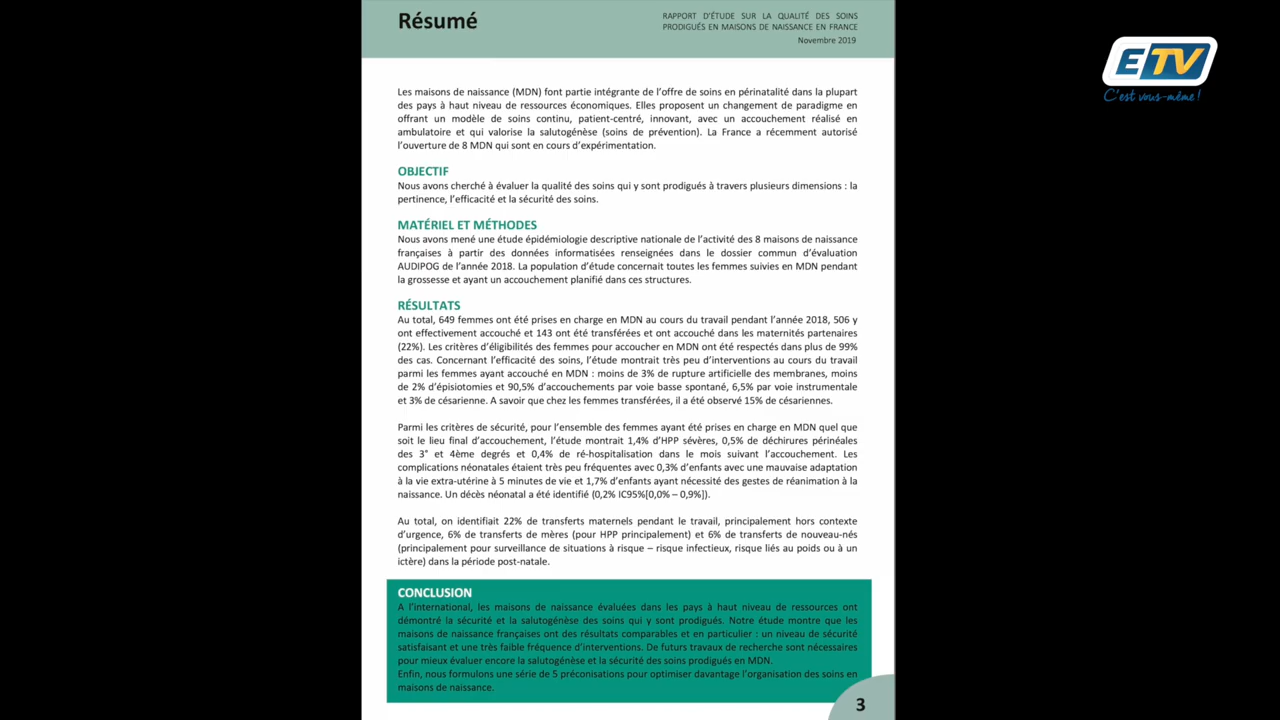 Résumé
RAPPORT D'ÉTUDE SUR LA QUALITÉ DES SOINS
PRODIGUÉS EN MAISONS DE NAISSANCE EN FRANCE
Novembre 2019
ETV
C'est vous-même !
Les maisons de naissance (MDN) font partie intégrante de l'offre de soins en périnatalité dans la plupart
des pays à haut niveau de ressources économiques. Elles proposent un changement de paradigme en
offrant un modèle de soins continu, patient-centré, innovant, avec un accouchement réalisé en
ambulatoire et qui valorise la salutogénèse (soins de prévention). La France a récemment autorisé
l'ouverture de 8 MDN qui sont en cours d'expérimentation.
OBJECTIF
Nous avons cherché à évaluer la qualité des soins qui y sont prodigués à travers plusieurs dimensions : la
pertinence, l'efficacité et la sécurité des soins.
MATÉRIEL ET MÉTHODES
Nous avons mené une étude épidémiologie descriptive nationale de l'activité des 8 maisons de naissance
françaises à partir des données informatisées renseignées dans le dossier commun d'évaluation
AUDIPOG de l'année 2018. La population d'étude concernait toutes les femmes suivies en MDN pendant
la grossesse et ayant un accouchement planifié dans ces structures.
RÉSULTATS
Au total, 649 femmes ont été prises en charge en MDN au cours du travail pendant l'année 2018, 506 y
ont effectivement accouché et 143 ont été transférées et ont accouché dans les maternités partenaires
(22%). Les critères d'éligibilités des femmes pour accoucher en MDN ont été respectés dans plus de 99%
des cas. Concernant l'efficacité des soins, l'étude montrait très peu d'interventions au cours du travail
parmi les femmes ayant accouché en MDN : moins de 3% de rupture artificielle des membranes, moins
de 2% d'épisiotomies et 90,5% d'accouchements par voie basse spontané, 6,5% par voie instrumentale
et 3% de césarienne. A savoir que chez les femmes transférées, il a été observé 15% de césariennes.
Parmi les critères de sécurité, pour l'ensemble des femmes ayant été prises en charge en MDN quel que
soit le lieu final d'accouchement, l'étude montrait 1,4% d'HPP sévères, 0,5% de déchirures périnéales
des 3° et 4ème degrés et 0,4% de ré-hospitalisation dans le mois suivant l'accouchement. Les
complications néonatales étaient très peu fréquentes avec 0,3% d'enfants avec une mauvaise adaptation
à la vie extra-utérine à 5 minutes de vie et 1,7% d'enfants ayant nécessité des gestes de réanimation à la
naissance. Un décès néonatal a été identifié (0,2% IC95%[0,0% – 0,9%]).
Au total, on identifiait 22% de transferts maternels pendant le travail, principalement hors contexte
d'urgence, 6% de transferts de mères (pour HPP principalement) et 6% de transferts de nouveau-nés
(principalement pour surveillance de situations à risque – risque infectieux, risque liés au poids ou à un
ictère) dans la période post-natale.
CONCLUSION
A l'international, les maisons de naissance évaluées dans les pays à haut niveau de ressources ont
démontré la sécurité et la salutogénèse des soins qui y sont prodigués. Notre étude montre que les
maisons de naissance françaises ont des résultats comparables et en particulier : un niveau de sécurité
satisfaisant et une très faible fréquence d'interventions. De futurs travaux de recherche sont nécessaires
pour mieux évaluer encore la salutogénèse et la sécurité des soins prodigués en MDN.
Enfin, nous formulons une série de 5 préconisations pour optimiser davantage l'organisation des soins en
maisons de naissance.
3